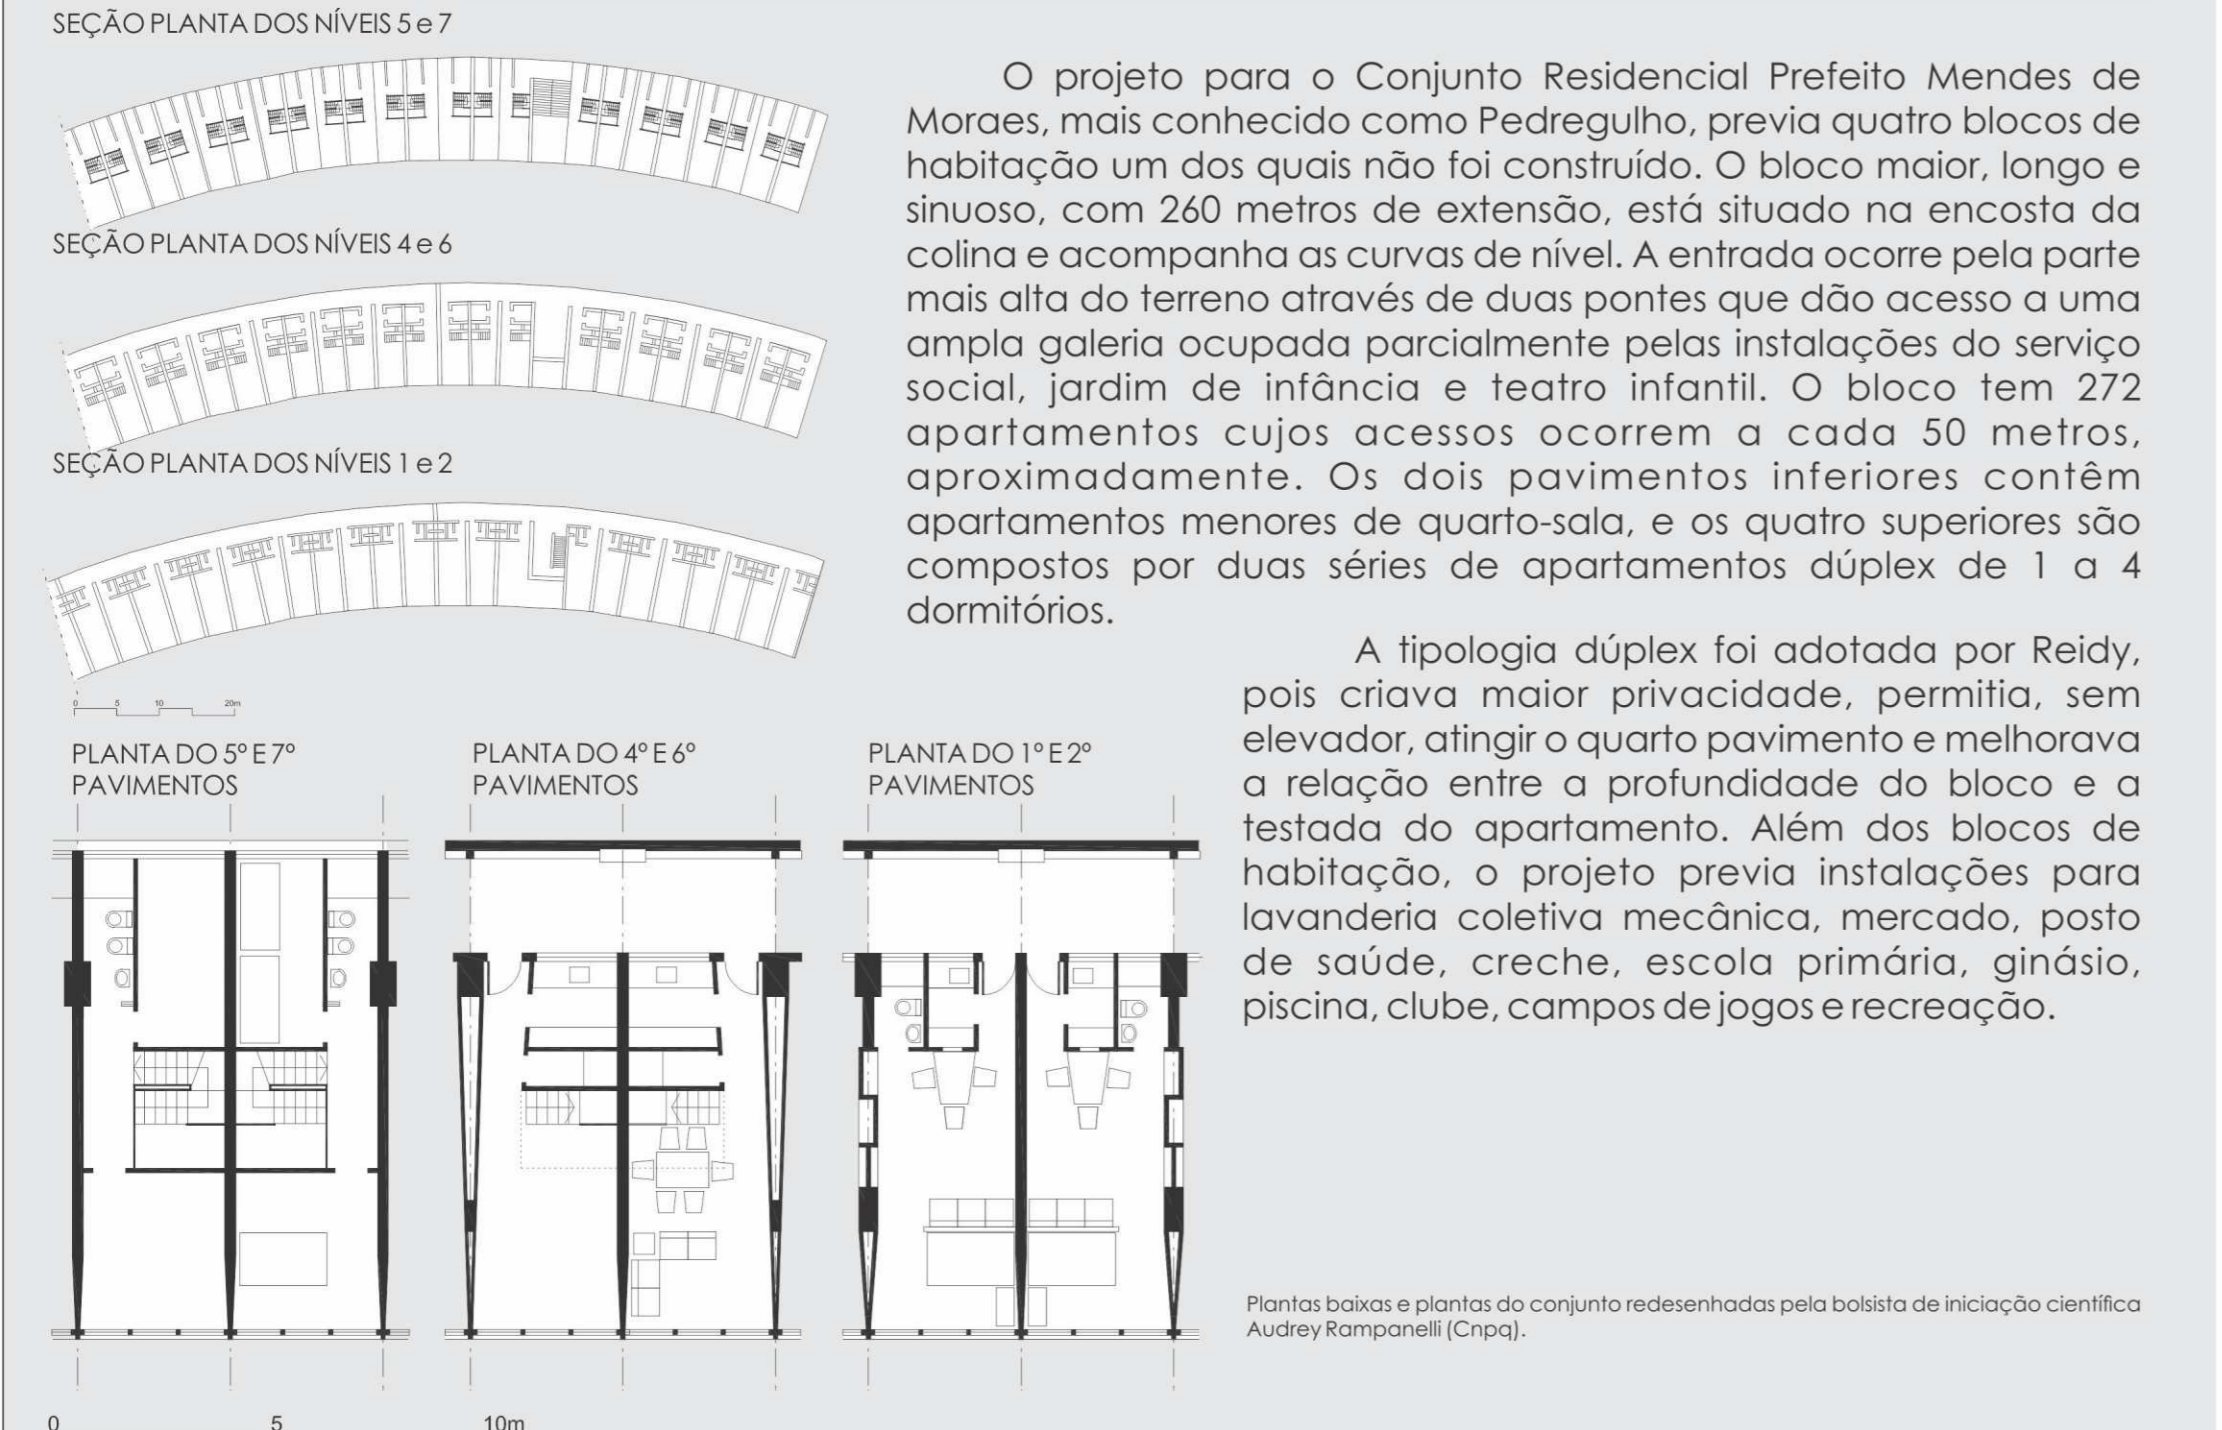 SEÇÃO PLANTA DOS NÍVEIS 5 e 7
SEÇÃO PLANTA DOS NÍVEIS 4 e 6
SEÇÃO PLANTA DOS NÍVEIS 1 e 2
0 5 10 20m
O projeto para o Conjunto Residencial Prefeito Mendes de
Moraes, mais conhecido como Pedregulho, previa quatro blocos de
habitação um dos quais não foi construído. O bloco maior, longo e
sinuoso, com 260 metros de extensão, está situado na encosta da
colina e acompanha as curvas de nível. A entrada ocorre pela parte
mais alta do terreno através de duas pontes que dão acesso a uma
ampla galeria ocupada parcialmente pelas instalações do serviço
social, jardim de infância e teatro infantil. O bloco tem 272
apartamentos cujos acessos ocorrem a cada 50 metros,
aproximadamente. Os dois pavimentos inferiores contêm
apartamentos menores de quarto-sala, e os quatro superiores são
compostos por duas séries de apartamentos dúplex de 1 a 4
dormitórios.
A tipologia dúplex foi adotada por Reidy,
pois criava maior privacidade, permitia, sem
elevador, atingir o quarto pavimento e melhorava
a relação entre a profundidade do bloco e a
testada do apartamento. Além dos blocos de
habitação, o projeto previa instalações para
lavanderia coletiva mecânica, mercado, posto
de saúde, creche, escola primária, ginásio,
piscina, clube, campos de jogos e recreação.
PLANTA DO 5º E 7º
PAVIMENTOS
PLANTA DO 4º E 6º
PAVIMENTOS
PLANTA DO 1º E 2º
PAVIMENTOS
0 5 10m
Plantas baixas e plantas do conjunto redesenhadas pela bolsista de iniciação científica
Audrey Rampanelli (Cnpq).